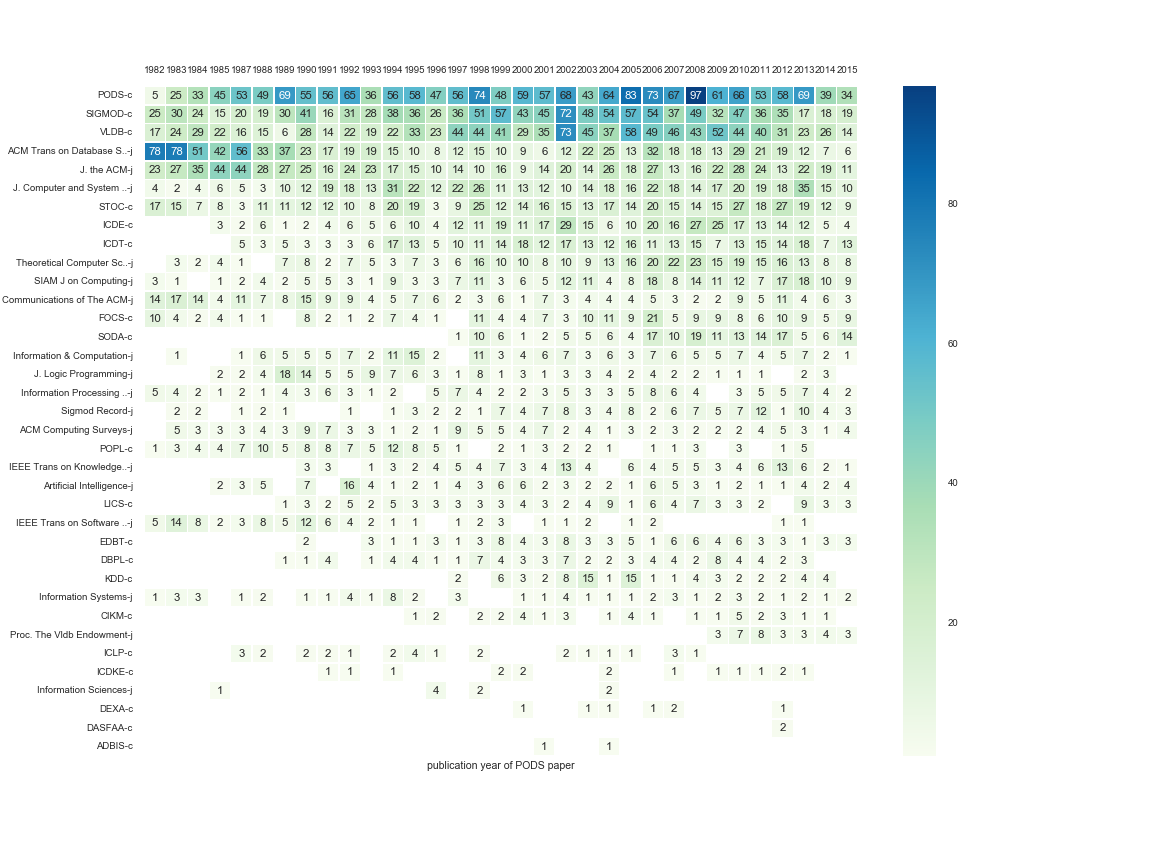 1982 1983 1984 1985 1987 1988 1989 1990 1991 1992 1993 1994 1995 1996 1997 1998 1999 2000 2001 2002 2003 2004 2005 2006 2007 2008 2009 2010 2011 2012 2013 2014 2015
PODS-c 5 25 33 45 53 49 69 55 56 65 36 56 58 47 56 74 48 59 57 68 43 64 83 73 67 97 61 66 53 58 69 39 34
SIGMOD-c 25 30 24 15 20 19 30 41 16 31 28 38 36 26 36 51 57 43 45 72 48 54 57 54 37 49 32 47 36 35 17 18 19
VLDB-c 17 24 29 22 16 15 6 28 14 22 19 22 33 23 44 44 41 29 35 73 45 37 58 49 46 43 52 44 40 31 23 26 14
ACM Trans on Database S..-j 78 78 51 42 56 33 37 23 17 19 19 15 10 8 12 15 10 9 6 12 22 25 13 32 18 18 13 29 21 19 12 7 6
J. the ACM-j 23 27 35 44 44 28 27 25 16 24 23 17 15 10 14 10 16 9 14 20 14 26 18 27 13 16 22 28 24 13 22 19 11
J. Computer and System ..-j 4 2 4 6 5 3 10 12 19 18 13 31 22 12 22 26 11 13 12 10 14 18 16 22 18 14 17 20 19 18 35 15 10
STOC-c 17 15 7 8 3 11 11 12 12 10 8 20 19 3 9 25 12 14 16 15 13 17 14 20 15 14 15 27 18 27 19 12 9
ICDE-c 3 2 6 1 2 4 6 5 6 10 4 12 11 19 11 17 29 15 6 10 20 16 27 25 17 13 14 12 5 4
ICDT-c 5 3 5 3 3 3 6 17 13 5 10 11 14 18 12 17 13 12 16 11 13 15 7 13 15 14 18 7 13
Theoretical Computer Sc..-j 3 2 4 1 7 8 2 7 5 3 7 3 6 16 10 10 8 10 9 13 16 20 22 23 15 19 15 16 13 8 8
SIAM J on Computing-j 3 1 1 2 4 2 5 5 3 1 9 3 3 7 11 3 6 5 12 11 4 8 18 8 14 11 12 7 17 18 10 9
Communications of The ACM-j 14 17 14 4 11 7 8 15 9 9 4 5 7 6 2 3 6 1 7 3 4 4 4 5 3 2 2 9 5 11 4 6 3
FOCS-c 10 4 2 4 1 1 8 2 1 2 7 4 1 11 4 4 7 3 10 11 9 21 5 9 9 8 6 10 9 5 9
SODA-c 1 10 6 1 2 5 5 6 4 17 10 19 11 13 14 17 5 6 14
Information & Computation-j 1 1 6 5 5 5 7 2 11 15 2 11 3 4 6 7 3 6 3 7 6 5 5 7 4 5 7 2 1
J. Logic Programming-j 2 2 4 18 14 5 5 9 7 6 3 1 8 1 3 1 3 3 4 2 4 2 2 1 1 1 2 3
Information Processing ..-j 5 4 2 1 2 1 4 3 6 3 1 2 5 7 4 2 2 3 5 3 3 5 8 6 4 3 5 5 7 4 2
Sigmod Record-j 2 2 1 2 1 1 1 3 2 2 1 7 4 7 8 3 4 8 2 6 7 5 7 12 1 10 4 3
ACM Computing Surveys-j 5 3 3 3 4 3 9 7 3 3 1 2 1 9 5 5 4 7 2 4 1 3 2 3 2 2 2 4 5 3 1 4
POPL-c 1 3 4 4 7 10 5 8 8 7 5 12 8 5 1 2 1 3 2 2 1 1 1 3 3 1 5
IEEE Trans on Knowledge..-j 3 3 1 3 2 4 5 4 7 3 4 13 4 6 4 5 5 3 4 6 13 6 2 1
Artificial Intelligence-j 2 3 5 7 16 4 1 2 1 4 3 6 6 2 3 2 2 1 6 5 3 1 2 1 1 4 2 4
LICS-c 1 3 2 5 2 5 3 3 3 3 3 4 3 2 4 9 1 6 4 7 3 3 2 9 3 3
IEEE Trans on Software ..-j 5 14 8 2 3 8 5 12 6 4 2 1 1 1 2 3 1 1 2 1 2 1 1
EDBT-c 2 3 1 1 3 1 3 8 4 3 8 3 3 5 1 6 6 4 6 3 3 1 3 3
DBPL-c 1 1 4 1 4 4 1 1 7 4 3 3 7 2 2 3 4 4 2 8 4 4 2 3
KDD-c 2 6 3 2 8 15 1 15 1 1 4 3 2 2 2 4 4
Information Systems-j 1 3 3 1 2 1 1 4 1 8 2 3 1 1 4 1 1 1 2 3 1 2 3 2 1 2 1 2
CIKM-c 1 2 2 2 4 1 3 1 4 1 1 1 5 2 3 1 1
Proc. The Vldb Endowment-j 3 7 8 3 3 4 3
ICLP-c 3 2 2 2 1 2 4 1 2 2 1 1 1 3 1
ICDKE-c 1 1 1 2 2 2 1 1 1 1 2 1
Information Sciences-j 1 4 2 2
DEXA-c 1 1 1 1 2 1
DASFAA-c 2
ADBIS-c 1 1
publication year of PODS paper
80
60
40
20